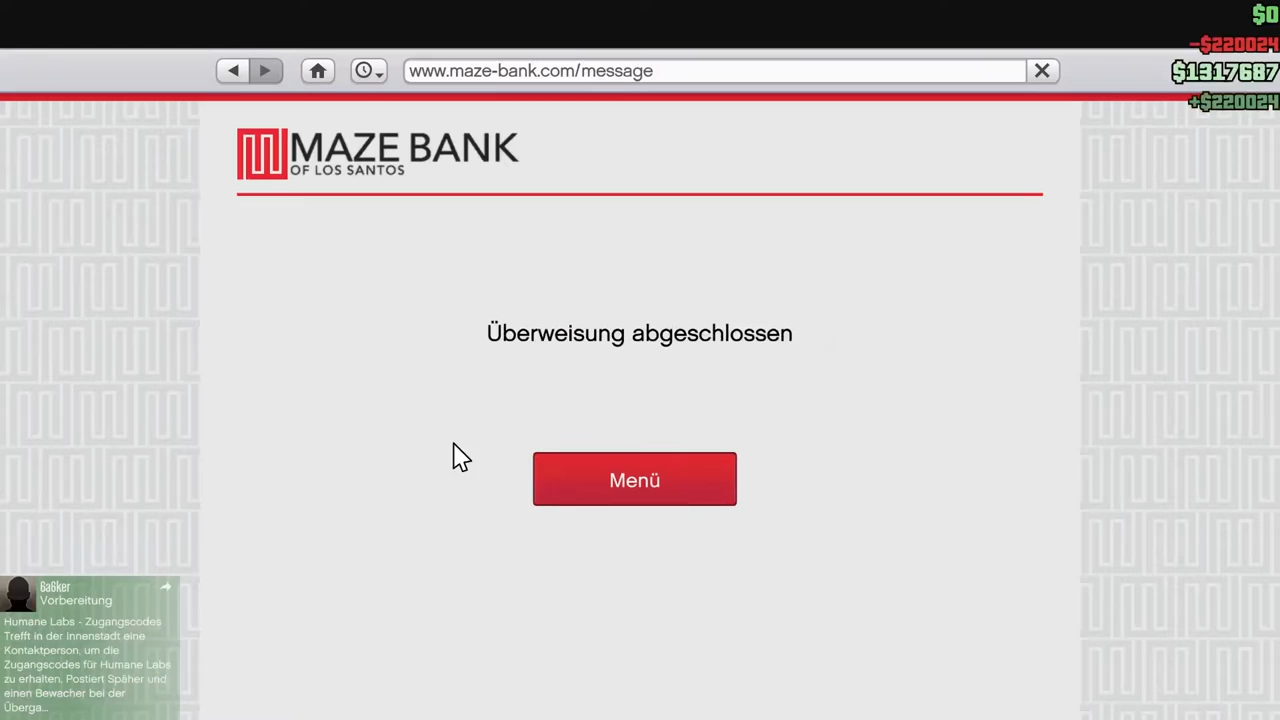 $0
-$220024
www.maze-bank.com/message
$1317687
+$220024
MAZE BANK
OF LOS SANTOS
Überweisung abgeschlossen
Menü
6a6ker
Vorbereitung
Humane Labs - Zugangscodes
Trefft in der Innenstadt eine
Kontaktperson, um die
Zugangscodes für Humane Labs
zu erhalten. Postiert Späher und
einen Bewacher bei der
Überga...